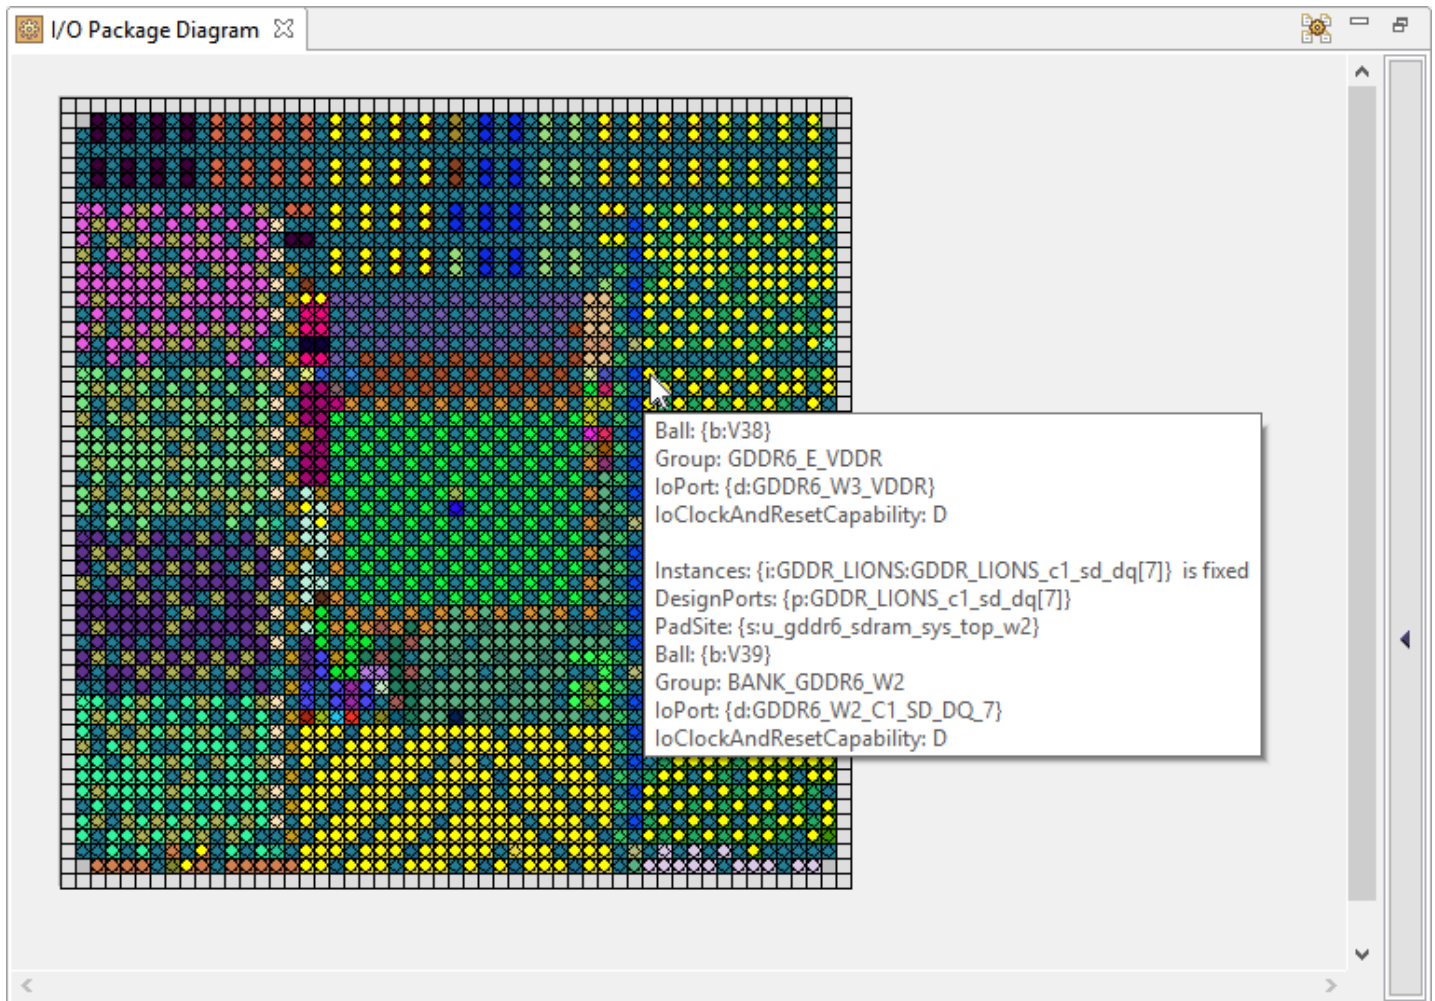 I/O Package Diagram
Ball: {b:V38}
Group: GDDR6_E_VDDR
IoPort: {d:GDDR6_W3_VDDR}
IoClockAndResetCapability: D
Instances: {i:GDDR_LIONS:GDDR_LIONS_c1_sd_dq[7]} is fixed
DesignPorts: {p:GDDR_LIONS_c1_sd_dq[7]}
PadSite: {s:u_gddr6_sdram_sys_top_w2}
Ball: {b:V39}
Group: BANK_GDDR6_W2
IoPort: {d:GDDR6_W2_C1_SD_DQ_7}
IoClockAndResetCapability: D